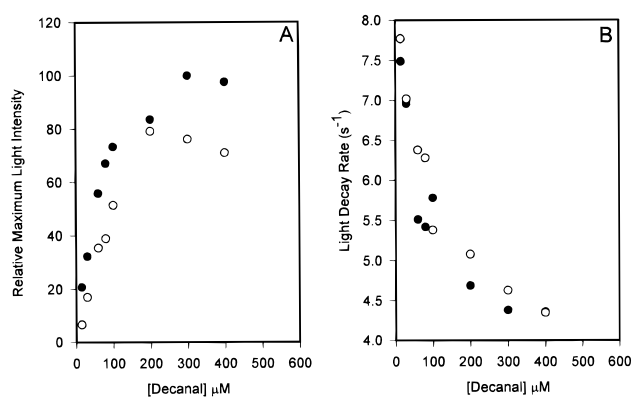 A
Relative Maximum Light Intensity
120
100
80
60
40
20
0
0 100 200 300 400 500 600
[Decanal] µM
B
Light Decay Rate (s⁻¹)
8.0
7.5
7.0
6.5
6.0
5.5
5.0
4.5
4.0
0 100 200 300 400 500 600
[Decanal] µM